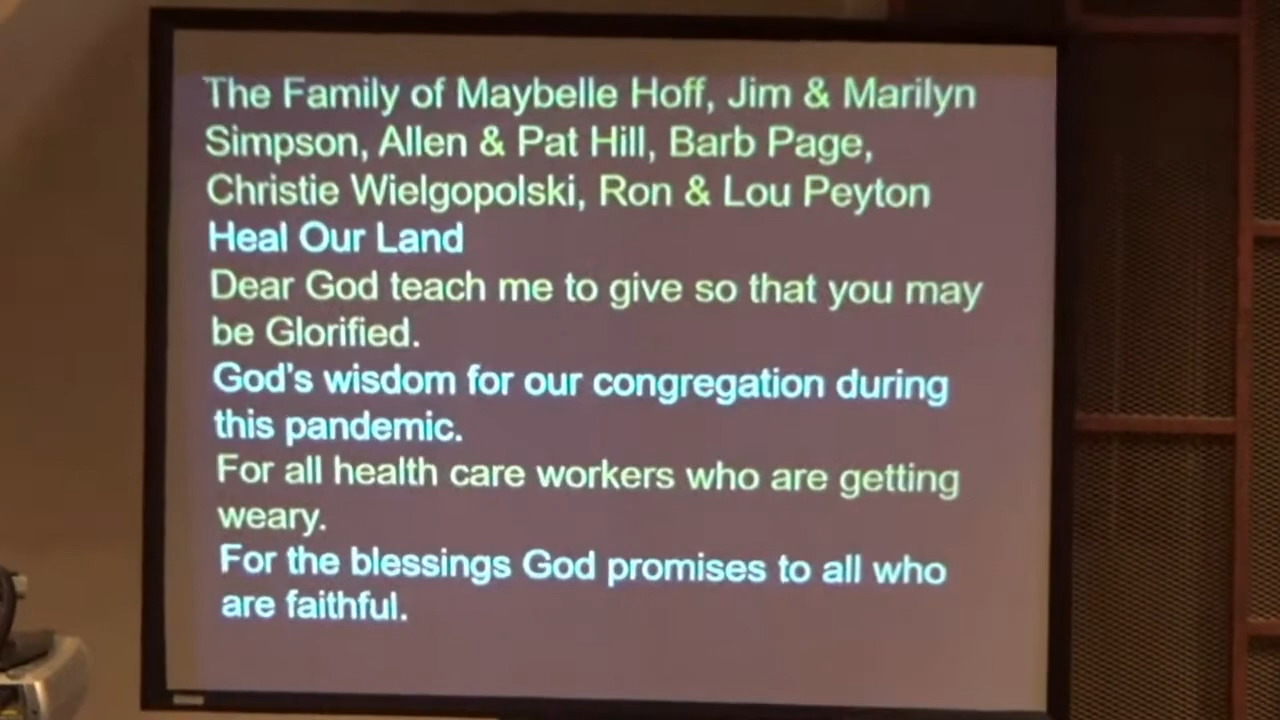 The Family of Maybelle Hoff, Jim & Marilyn
Simpson, Allen & Pat Hill, Barb Page,
Christie Wielgopolski, Ron & Lou Peyton
Heal Our Land
Dear God teach me to give so that you may
be Glorified.
God's wisdom for our congregation during
this pandemic.
For all health care workers who are getting
weary.
For the blessings God promises to all who
are faithful.